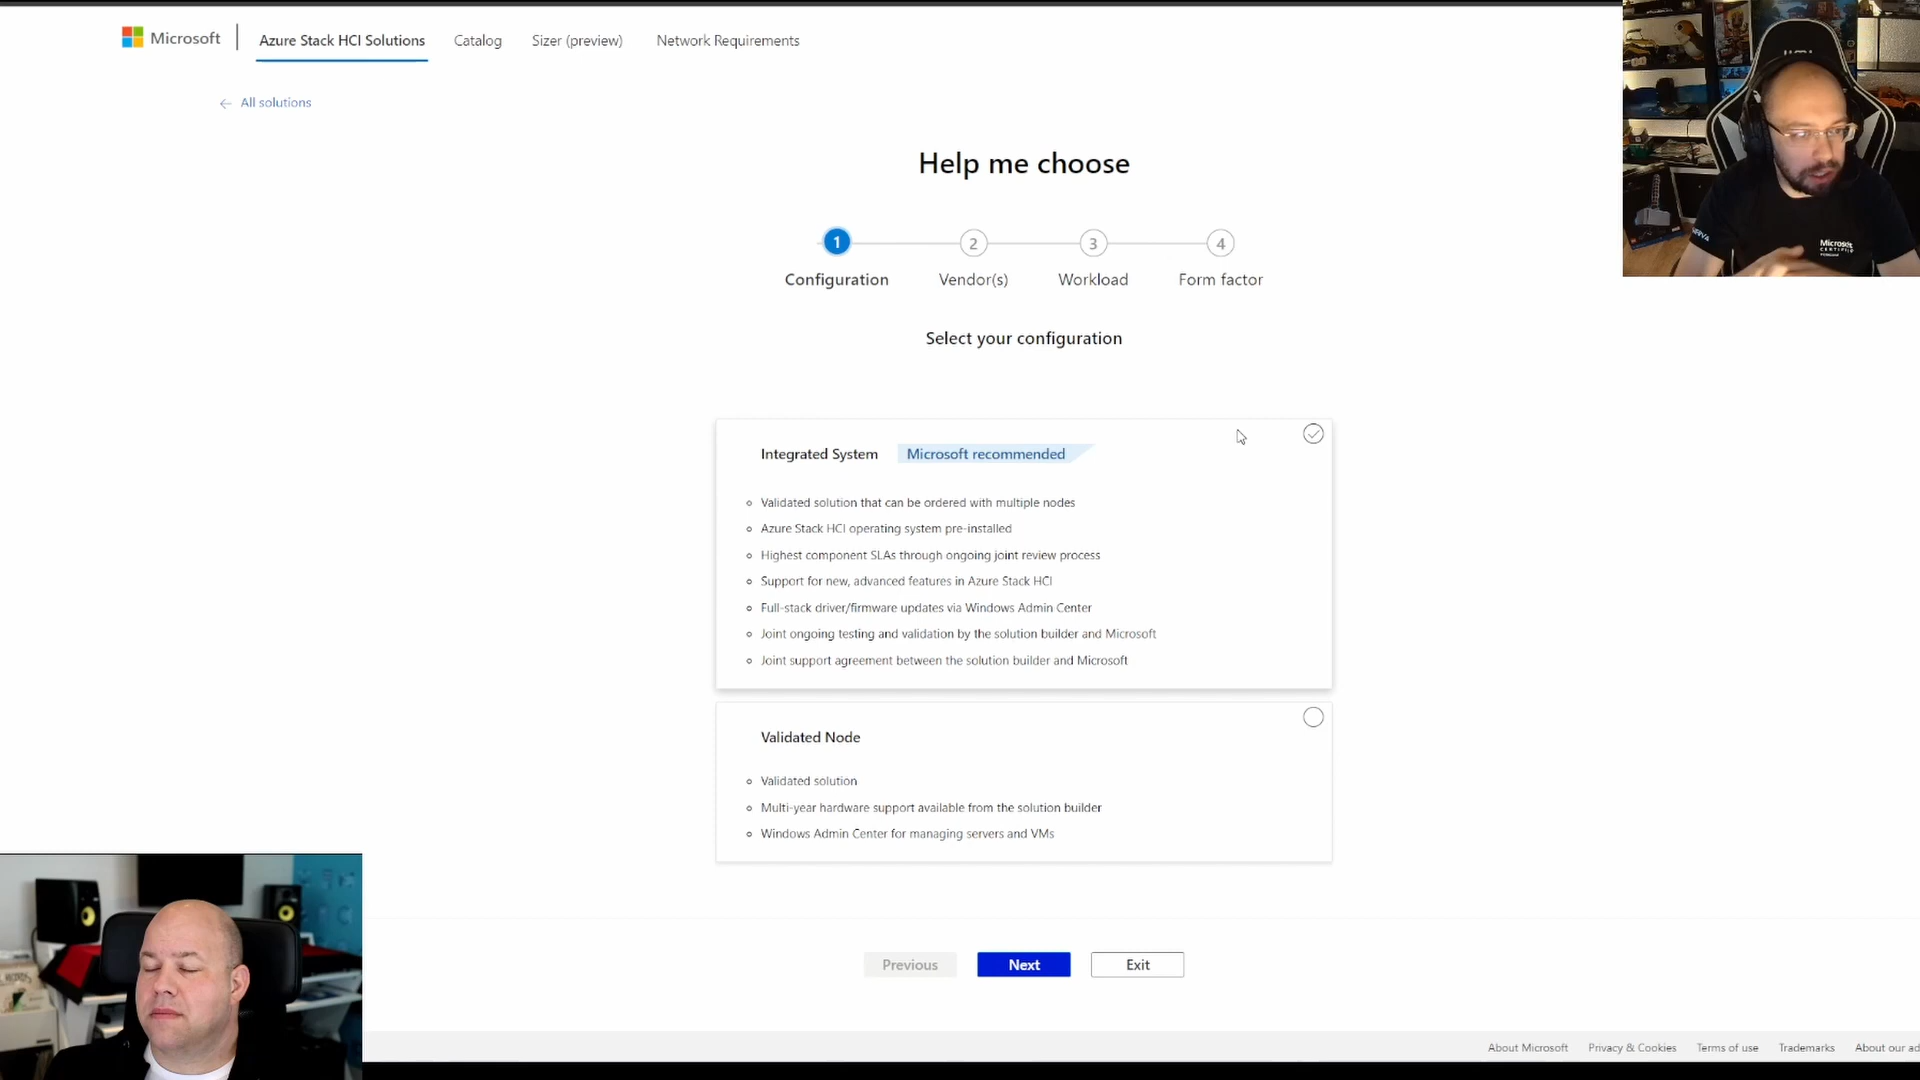 Microsoft
Azure Stack HCI Solutions
Catalog
Sizer (preview)
Network Requirements
← All solutions
Help me choose
1
2
3
4
Configuration
Vendor(s)
Workload
Form factor
Select your configuration
Integrated System
Microsoft recommended
Validated solution that can be ordered with multiple nodes
Azure Stack HCI operating system pre-installed
Highest component SLAs through ongoing joint review process
Support for new, advanced features in Azure Stack HCI
Full-stack driver/firmware updates via Windows Admin Center
Joint ongoing testing and validation by the solution builder and Microsoft
Joint support agreement between the solution builder and Microsoft
Validated Node
Validated solution
Multi-year hardware support available from the solution builder
Windows Admin Center for managing servers and VMs
Previous
Next
Exit
About Microsoft
Privacy & Cookies
Terms of use
Trademarks
About our ad
Microsoft
CERTIFIED